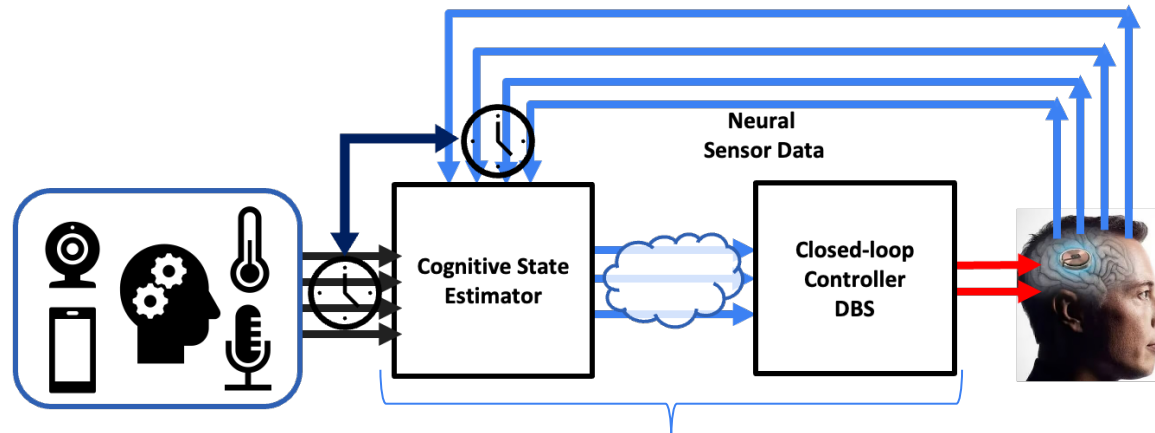 Neural
Sensor Data
Cognitive State
Estimator
Closed-loop
Controller
DBS